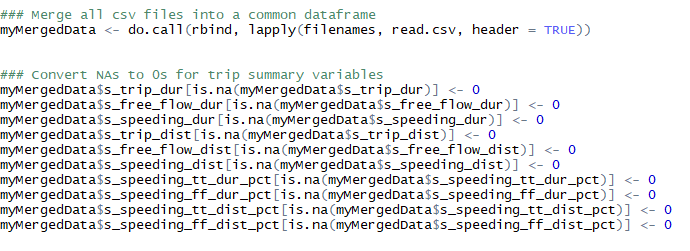 ### Merge all csv files into a common dataframe
myMergedData <- do.call(rbind, lapply(filenames, read.csv, header = TRUE))
### Convert NAs to 0s for trip summary variables
myMergedData$s_trip_dur[is.na(myMergedData$s_trip_dur)] <- 0
myMergedData$s_free_flow_dur[is.na(myMergedData$s_free_flow_dur)] <- 0
myMergedData$s_speeding_dur[is.na(myMergedData$s_speeding_dur)] <- 0
myMergedData$s_trip_dist[is.na(myMergedData$s_trip_dist)] <- 0
myMergedData$s_free_flow_dist[is.na(myMergedData$s_free_flow_dist)] <- 0
myMergedData$s_speeding_dist[is.na(myMergedData$s_speeding_dist)] <- 0
myMergedData$s_speeding_tt_dur_pct[is.na(myMergedData$s_speeding_tt_dur_pct)] <- 0
myMergedData$s_speeding_ff_dur_pct[is.na(myMergedData$s_speeding_ff_dur_pct)] <- 0
myMergedData$s_speeding_tt_dist_pct[is.na(myMergedData$s_speeding_tt_dist_pct)] <- 0
myMergedData$s_speeding_ff_dist_pct[is.na(myMergedData$s_speeding_ff_dist_pct)] <- 0